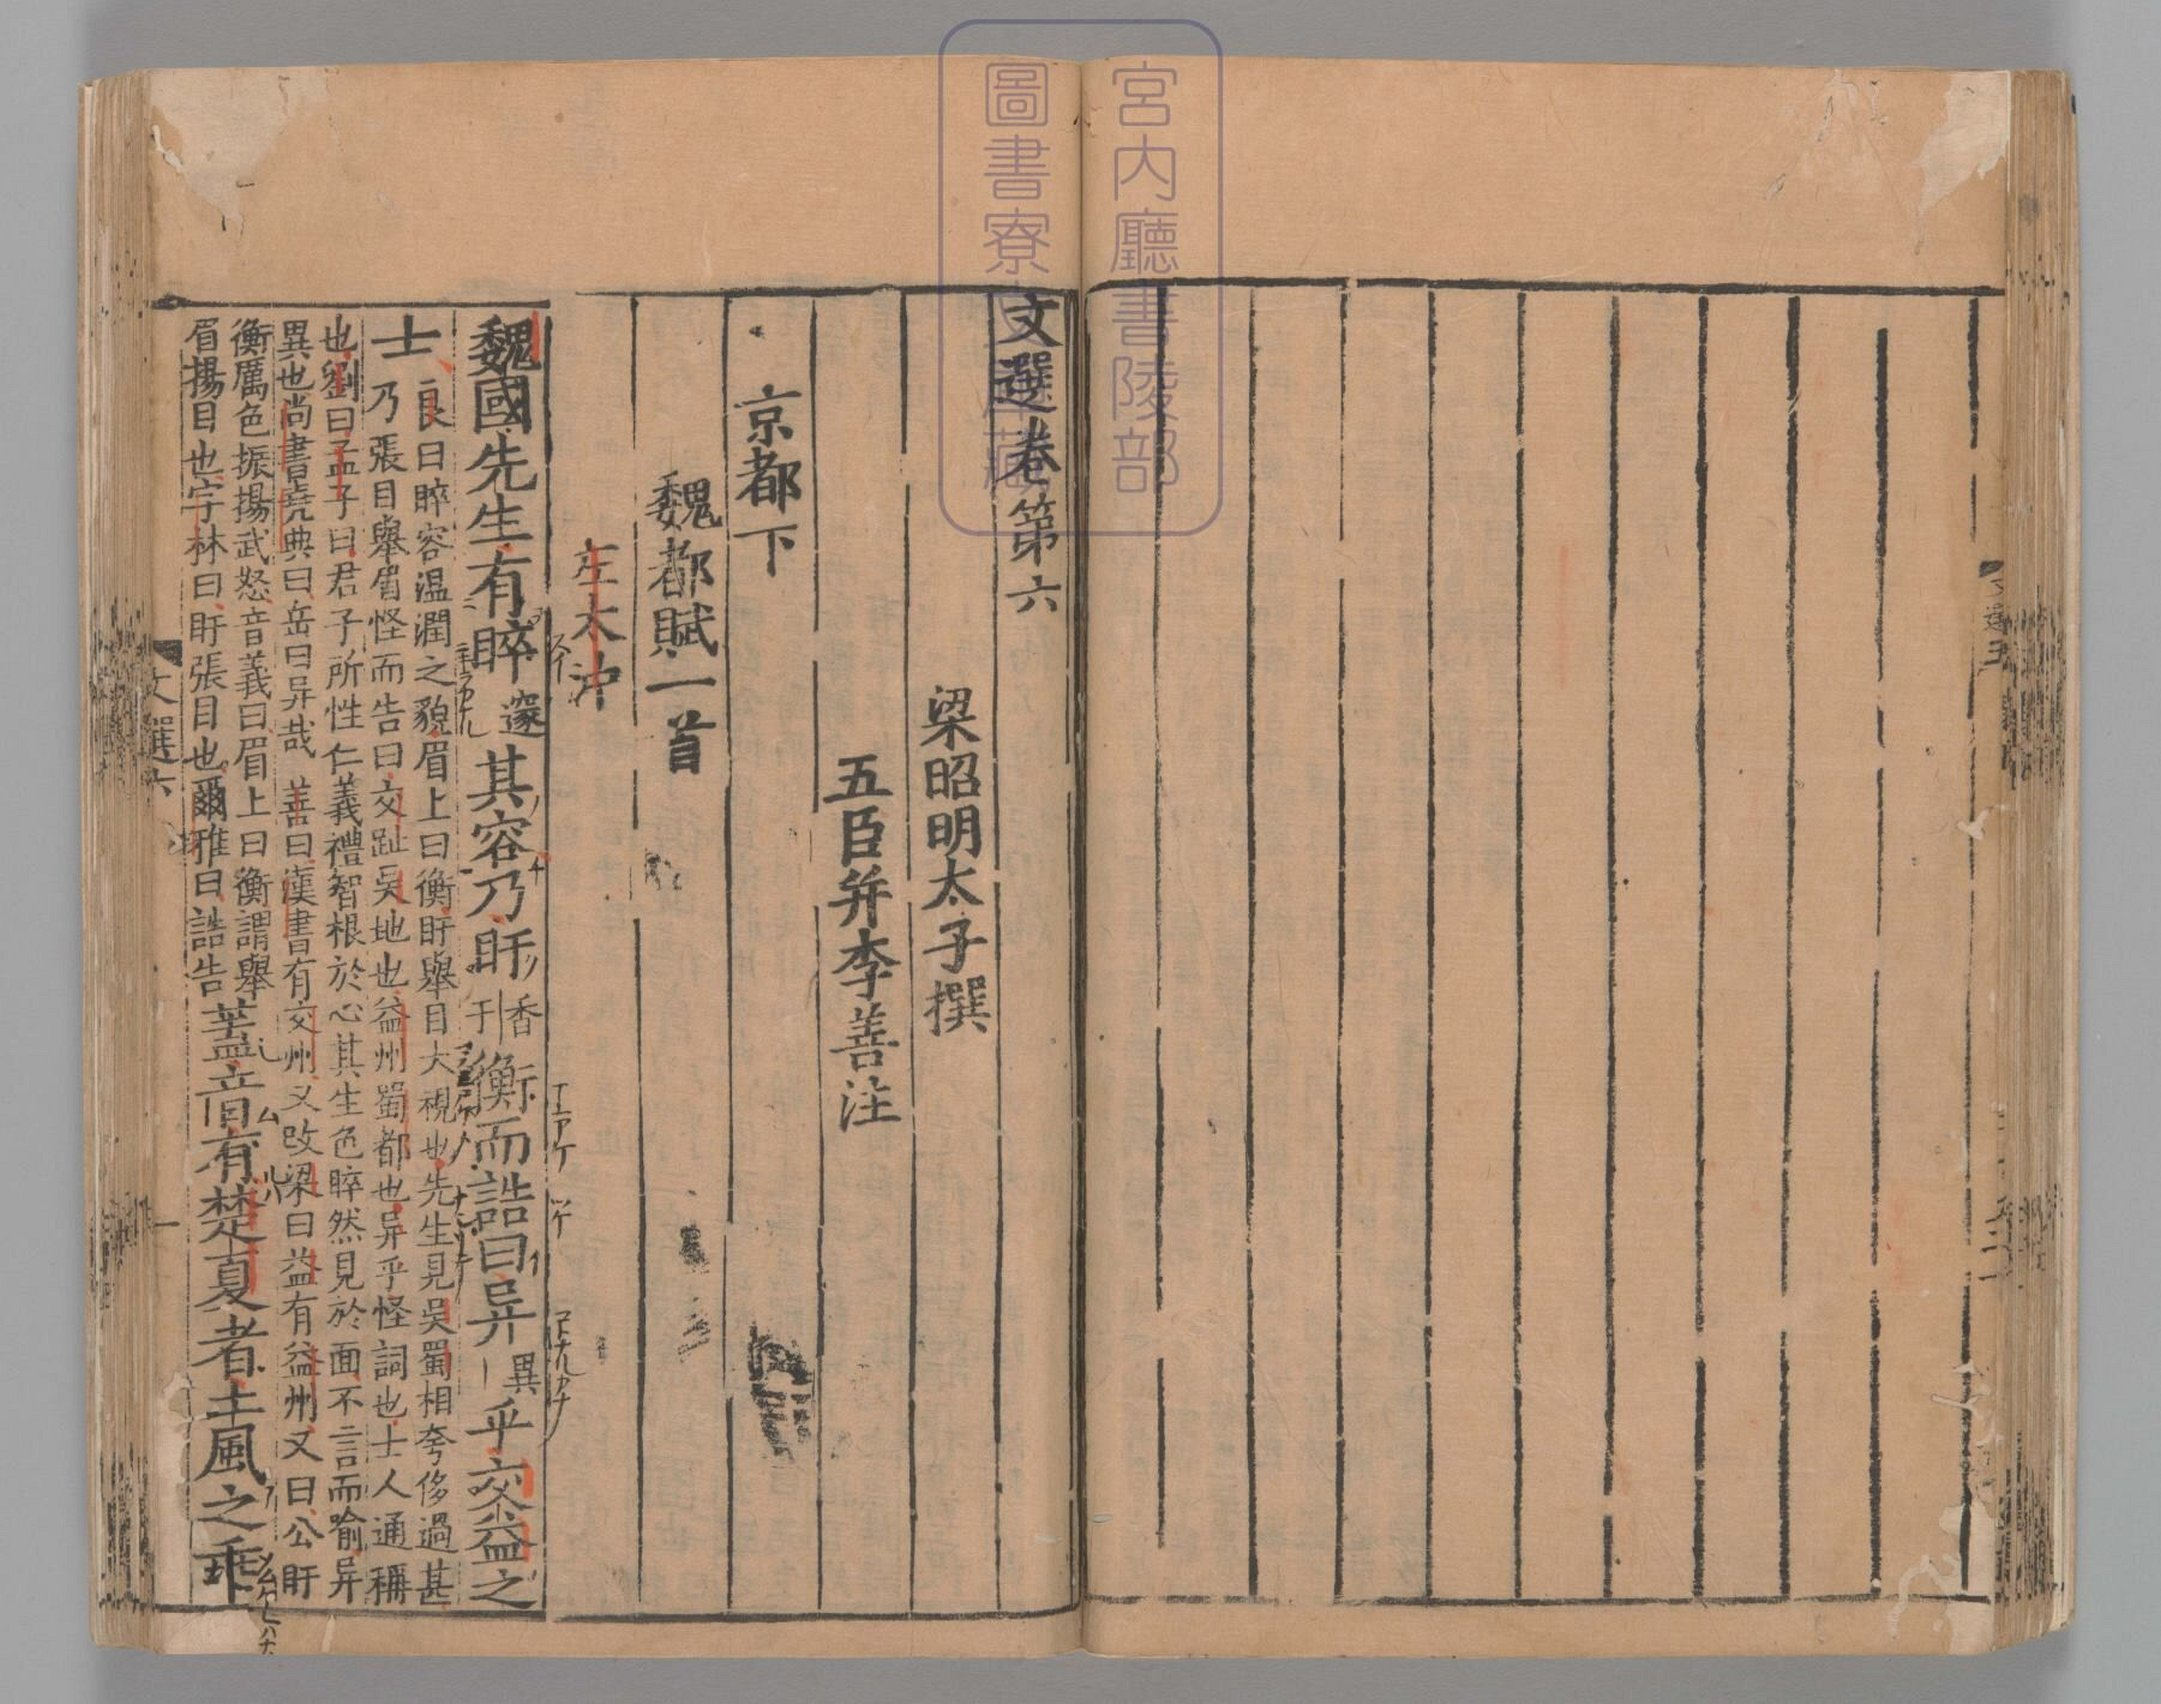 宮内廳書陵部
圖書寮文庫藏
文選卷第六
梁昭明太子撰
五臣并李善注
京都下
魏都賦一首
左太沖
魏國先生有睟邃其容乃盱香于衡而誥曰异異乎交益之
士
良曰睟容温潤之貌眉上曰衡盱舉目大視也先生見吳蜀相夸侈過甚
乃張目舉眉怪而告曰交趾吳地也益州蜀都也异乎怪詞也士人通稱
也劉曰孟子曰君子所性仁義禮智根於心其生色睟然見於面不言而喻异
異也尚書堯典曰岳曰异哉 善曰漢書有交州又改梁曰益有益州又曰公盱
衡厲色振揚武怒音義曰眉上曰衡謂舉
眉揚目也字林曰盱張目也爾雅曰誥告
蓋音有楚夏者土風之乖
文選六
一